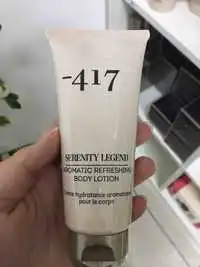 -417
SERENITY LEGEND
AROMATIC REFRESHING
BODY LOTION
Crème hydratante aromatique
pour le corps